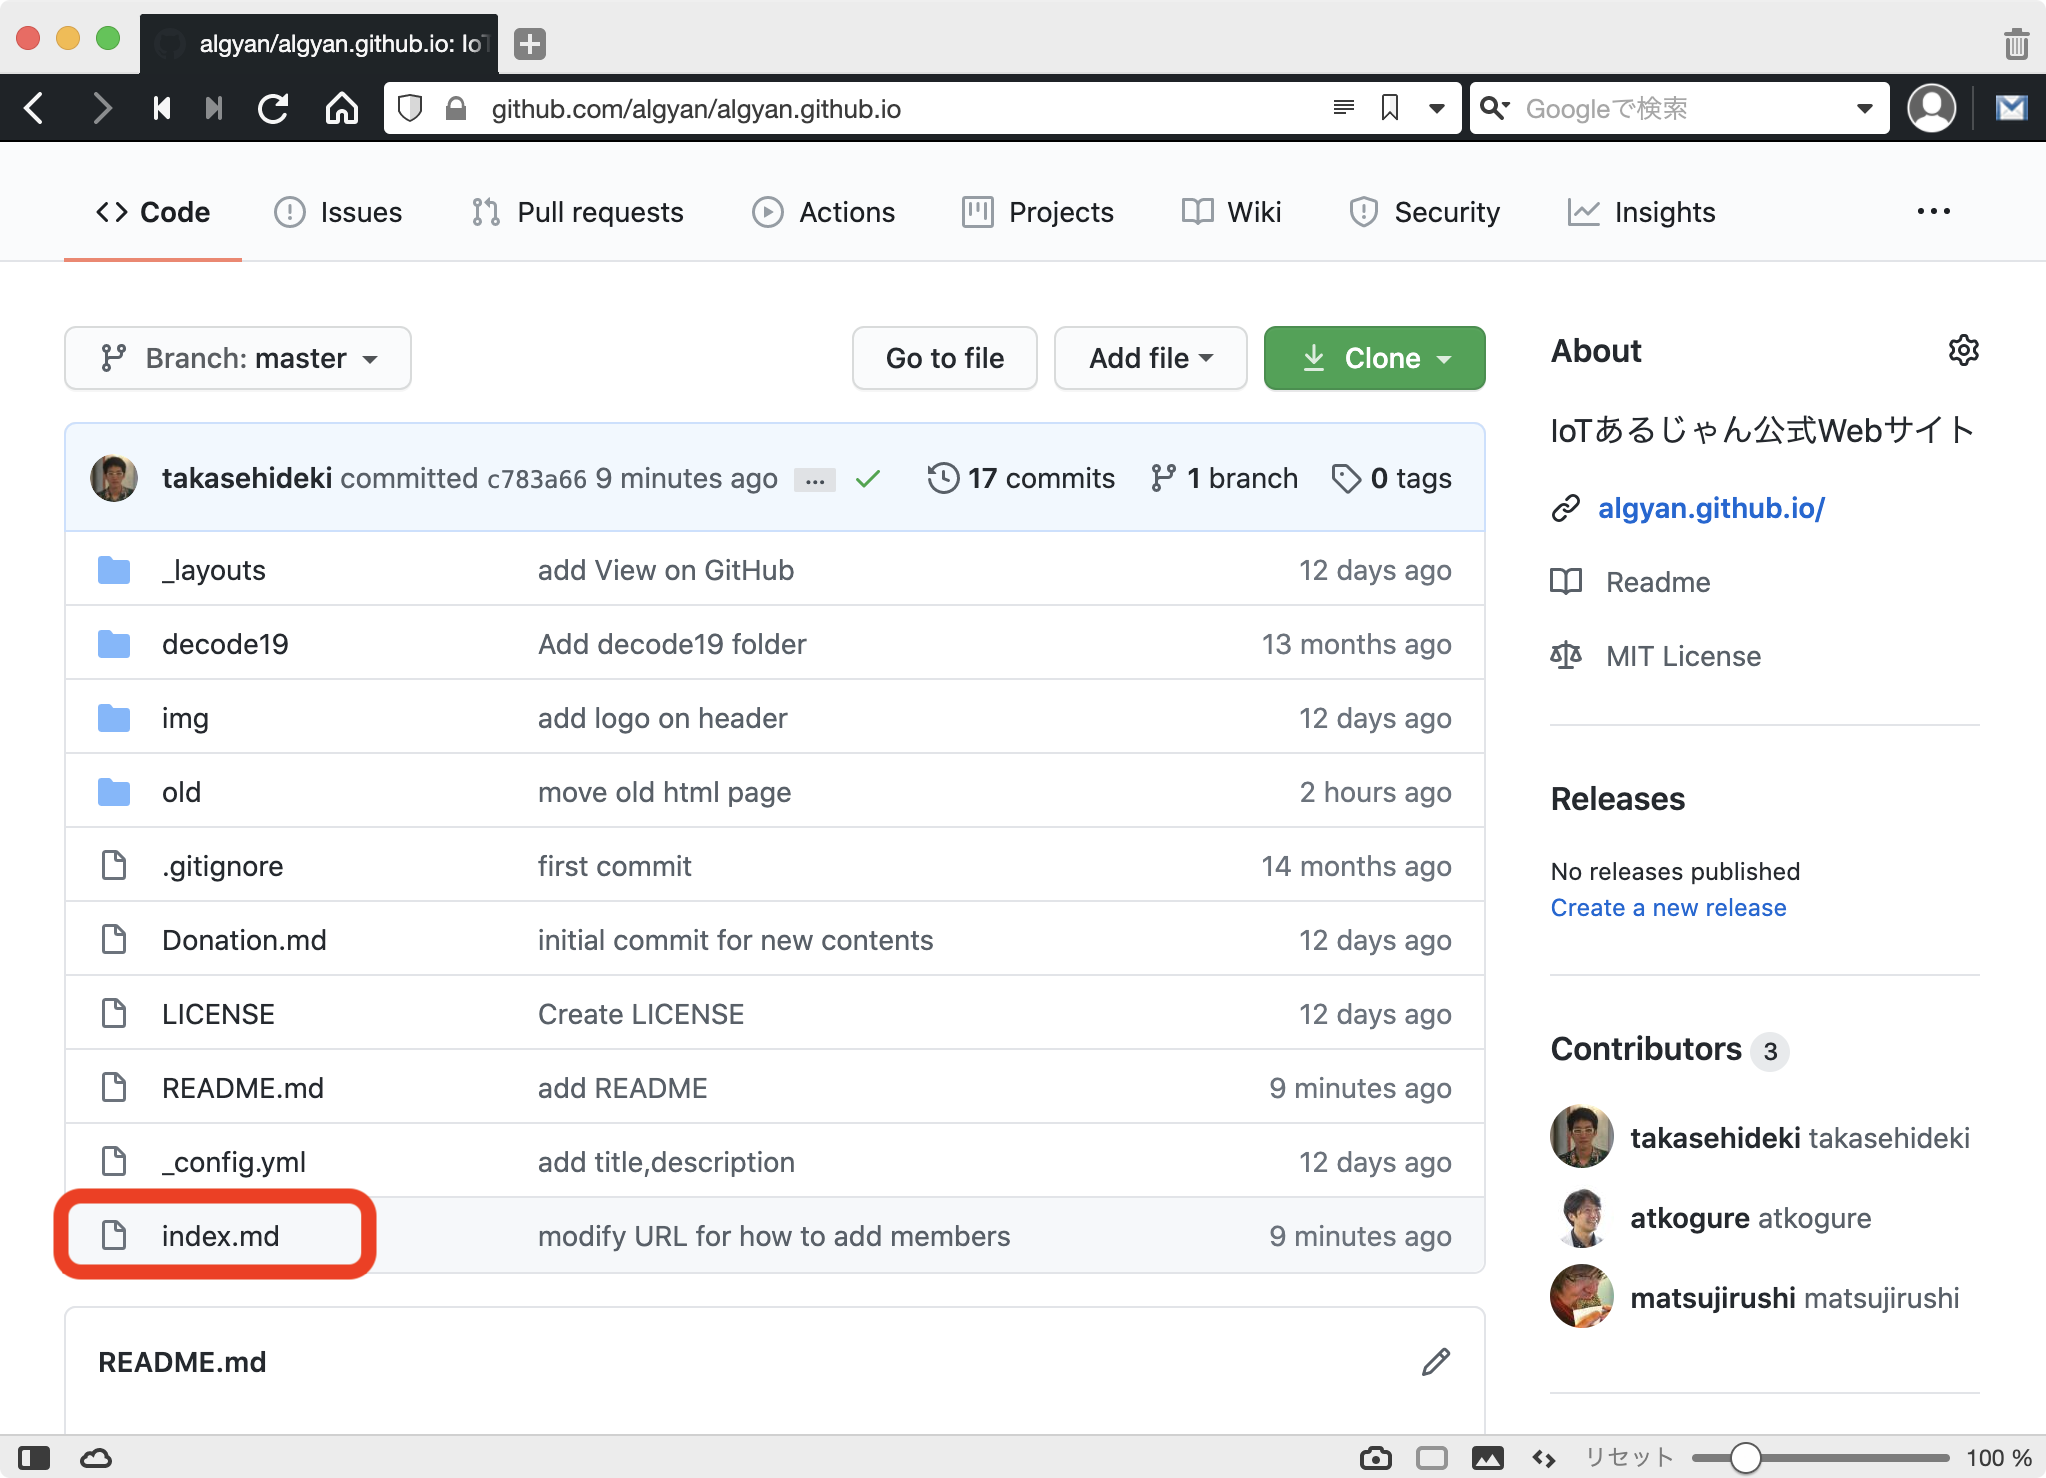 algyan/algyan.github.io: IoT
github.com/algyan/algyan.github.io
Googleで検索
Code Issues Pull requests Actions Projects Wiki Security Insights
Branch: master Go to file Add file Clone
takasehideki committed c783a66 9 minutes ago ... 17 commits 1 branch 0 tags
_layouts add View on GitHub 12 days ago
decode19 Add decode19 folder 13 months ago
img add logo on header 12 days ago
old move old html page 2 hours ago
.gitignore first commit 14 months ago
Donation.md initial commit for new contents 12 days ago
LICENSE Create LICENSE 12 days ago
README.md add README 9 minutes ago
_config.yml add title,description 12 days ago
index.md modify URL for how to add members 9 minutes ago
README.md
About
IoTあるじゃん公式Webサイト
algyan.github.io/
Readme
MIT License
Releases
No releases published
Create a new release
Contributors 3
takasehideki takasehideki
atkogure atkogure
matsujirushi matsujirushi
リセット 100 %